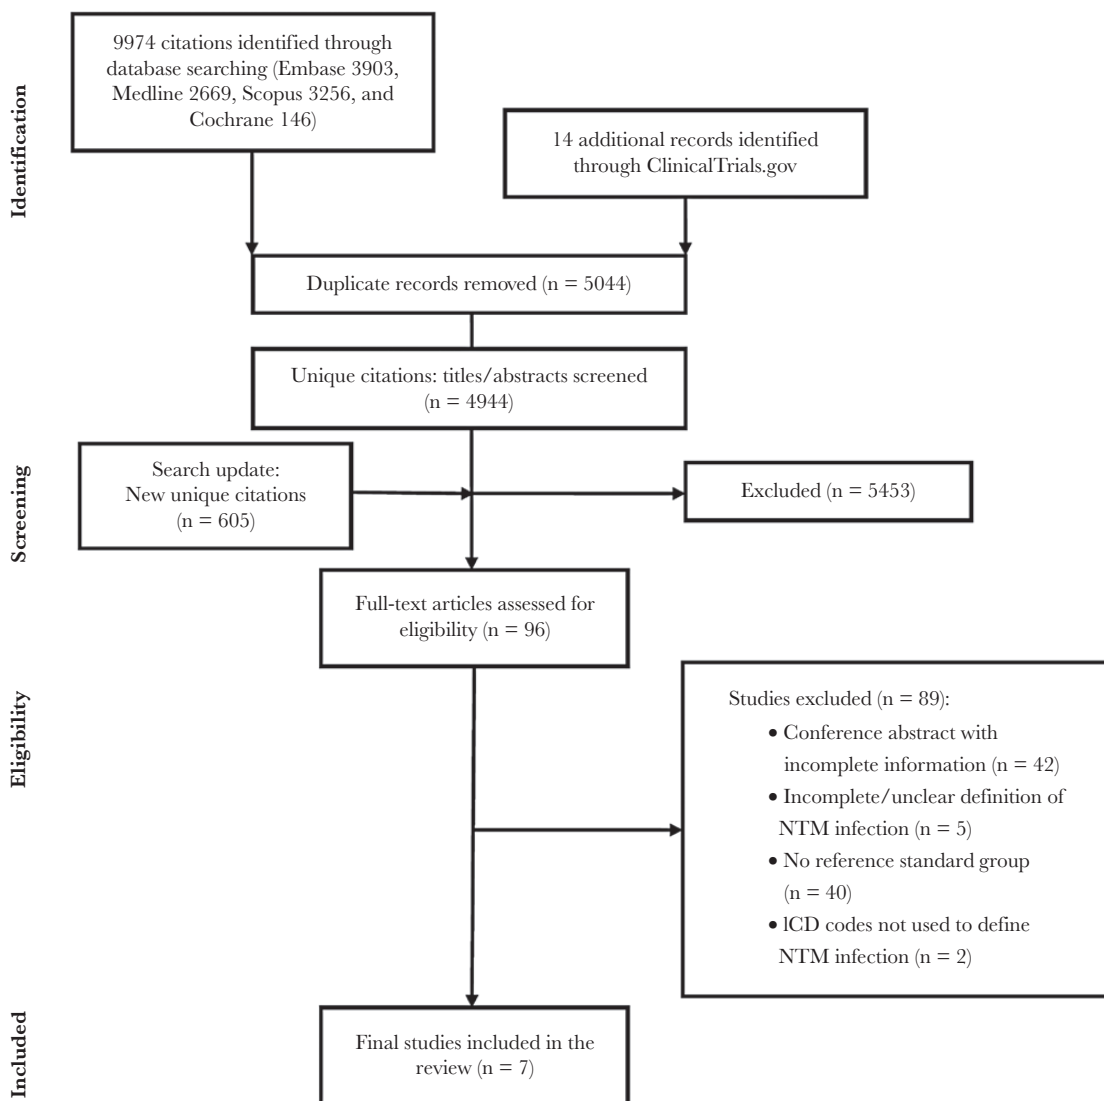 Identification
9974 citations identified through
database searching (Embase 3903,
Medline 2669, Scopus 3256, and
Cochrane 146)
14 additional records identified
through ClinicalTrials.gov
Duplicate records removed (n = 5044)
Unique citations: titles/abstracts screened
(n = 4944)
Screening
Search update:
New unique citations
(n = 605)
Excluded (n = 5453)
Full-text articles assessed for
eligibility (n = 96)
Eligibility
Studies excluded (n = 89):
• Conference abstract with
incomplete information (n = 42)
• Incomplete/unclear definition of
NTM infection (n = 5)
• No reference standard group
(n = 40)
• lCD codes not used to define
NTM infection (n = 2)
Included
Final studies included in the
review (n = 7)